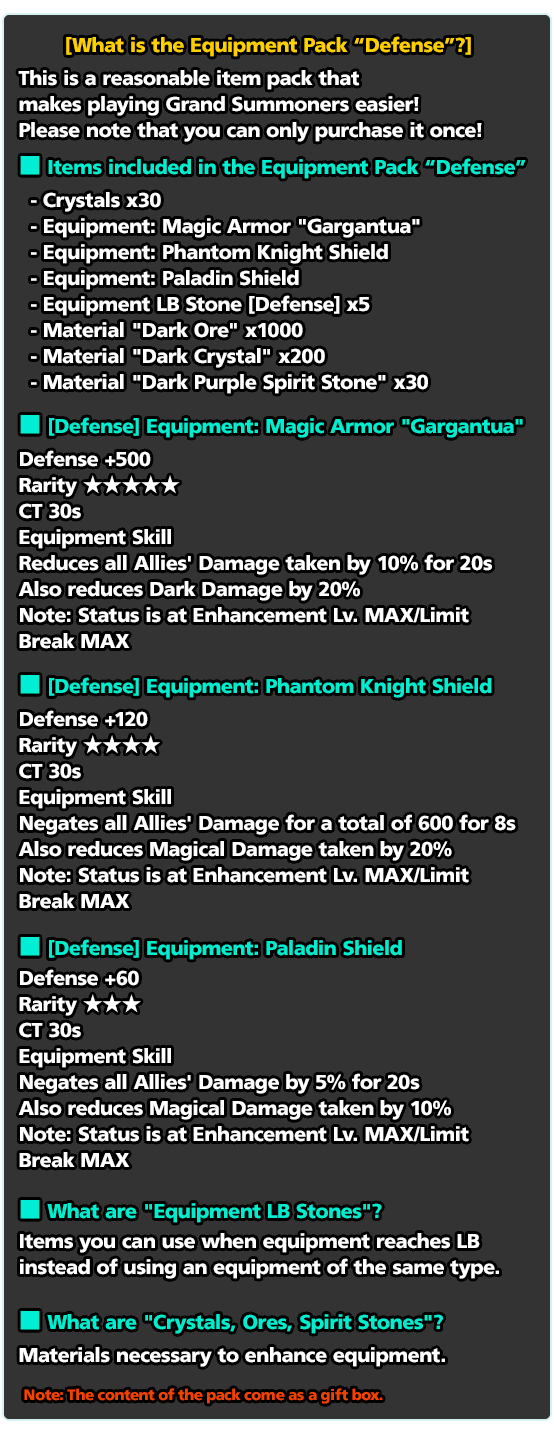 [What is the Equipment Pack “Defense”?]
This is a reasonable item pack that
makes playing Grand Summoners easier!
Please note that you can only purchase it once!
■ Items included in the Equipment Pack “Defense”
- Crystals x30
- Equipment: Magic Armor "Gargantua"
- Equipment: Phantom Knight Shield
- Equipment: Paladin Shield
- Equipment LB Stone [Defense] x5
- Material "Dark Ore" x1000
- Material "Dark Crystal" x200
- Material "Dark Purple Spirit Stone" x30
■ [Defense] Equipment: Magic Armor "Gargantua"
Defense +500
Rarity ★★★★★
CT 30s
Equipment Skill
Reduces all Allies' Damage taken by 10% for 20s
Also reduces Dark Damage by 20%
Note: Status is at Enhancement Lv. MAX/Limit
Break MAX
■ [Defense] Equipment: Phantom Knight Shield
Defense +120
Rarity ★★★★
CT 30s
Equipment Skill
Negates all Allies' Damage for a total of 600 for 8s
Also reduces Magical Damage taken by 20%
Note: Status is at Enhancement Lv. MAX/Limit
Break MAX
■ [Defense] Equipment: Paladin Shield
Defense +60
Rarity ★★★
CT 30s
Equipment Skill
Negates all Allies' Damage by 5% for 20s
Also reduces Magical Damage taken by 10%
Note: Status is at Enhancement Lv. MAX/Limit
Break MAX
■ What are "Equipment LB Stones"?
Items you can use when equipment reaches LB
instead of using an equipment of the same type.
■ What are "Crystals, Ores, Spirit Stones"?
Materials necessary to enhance equipment.
Note: The content of the pack come as a gift box.